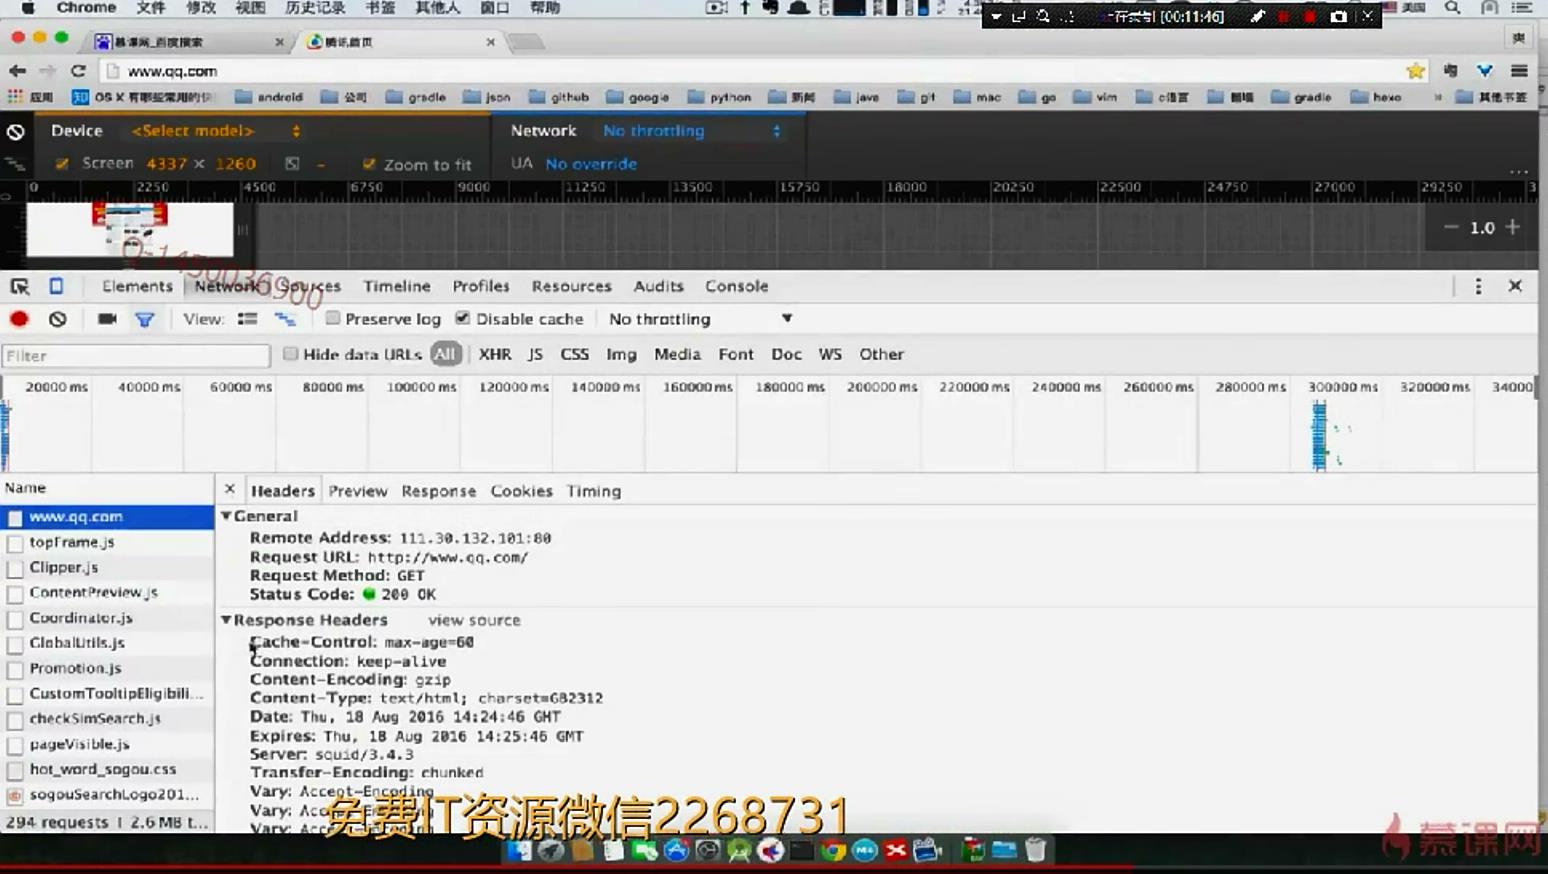 Chrome 文件 修改 视图 历史记录 书签 其他人 窗口 帮助
[00:11:46]
美国
慕课网_百度搜索 腾讯首页
www.qq.com
应用 知 OS X 有哪些常用的快 android 公司 gradle json github google python 新闻 java git mac go vim c语言 翻墙 gradle hexo » 其他书签
Device <Select model> Network No throttling
Screen 4337 × 1260 Zoom to fit UA No override
0 2250 4500 6750 9000 11250 13500 15750 18000 20250 22500 24750 27000 29250 3
1.0
Q-1450036900
Elements Network Sources Timeline Profiles Resources Audits Console
View: Preserve log Disable cache No throttling
Filter Hide data URLs All XHR JS CSS Img Media Font Doc WS Other
20000 ms 40000 ms 60000 ms 80000 ms 100000 ms 120000 ms 140000 ms 160000 ms 180000 ms 200000 ms 220000 ms 240000 ms 260000 ms 280000 ms 300000 ms 320000 ms 34000
Name
www.qq.com
topFrame.js
Clipper.js
ContentPreview.js
Coordinator.js
GlobalUtils.js
Promotion.js
CustomTooltipEligibili...
checkSimSearch.js
pageVisible.js
hot_word_sogou.css
sogouSearchLogo201...
294 requests | 2.6 MB t...
Headers Preview Response Cookies Timing
General
Remote Address: 111.30.132.101:80
Request URL: http://www.qq.com/
Request Method: GET
Status Code: 200 OK
Response Headers view source
Cache-Control: max-age=60
Connection: keep-alive
Content-Encoding: gzip
Content-Type: text/html; charset=GB2312
Date: Thu, 18 Aug 2016 14:24:46 GMT
Expires: Thu, 18 Aug 2016 14:25:46 GMT
Server: squid/3.4.3
Transfer-Encoding: chunked
Vary: Accept-Encoding
Vary:
Vary: Accept-Encoding
免费IT资源微信2268731
慕课网